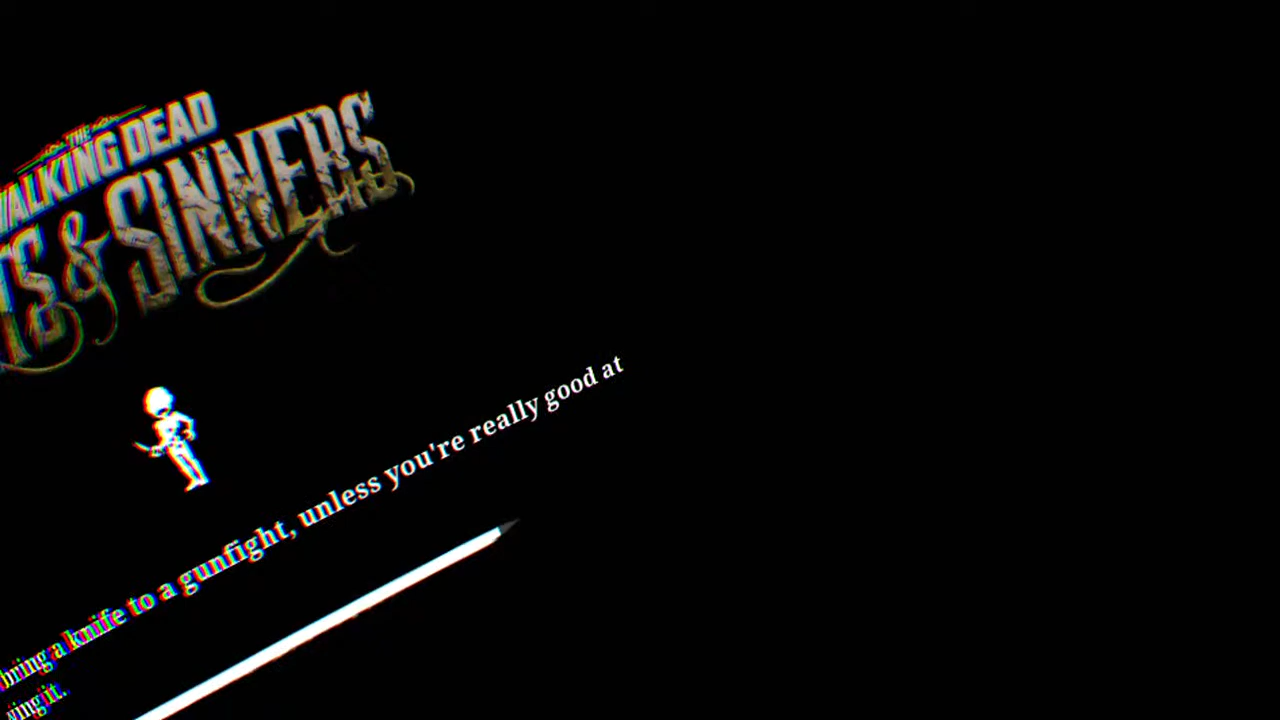 THE
WALKING DEAD
& SINNERS
bring a knife to a gunfight, unless you're really good at
it.